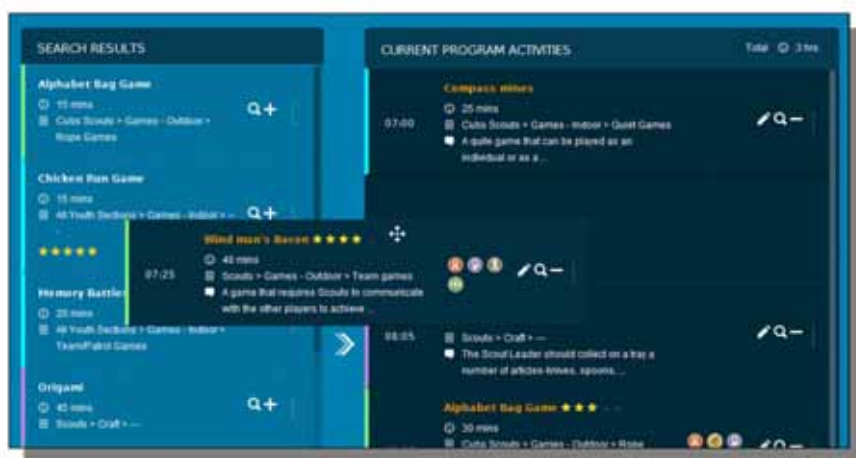 SEARCH RESULTS
Alphabet Bag Game
15 mins
Cubs Scouts > Games - Outdoor >
Rope Games
Chicken Run Game
15 mins
All Youth Sections > Games - Indoor > --
Memory Battle
20 mins
All Youth Sections > Games - Indoor >
Team/Patrol Games
Origami
45 mins
Scouts > Craft > ---
CURRENT PROGRAM ACTIVITIES
Total 3 hrs
07:00
Compass mines
25 mins
Cubs Scouts > Games - Indoor > Quiet Games
A quite game that can be played as an
individual or as a ...
07:25
Blind man's Bacon
40 mins
Scouts > Games - Outdoor > Team games
A game that requires Scouts to communicate
with the other players to achieve ...
08:05
Scouts > Craft > ---
The Scout Leader should collect on a tray a
number of articles-knives, spoons, ...
Alphabet Bag Game
30 mins
Cubs Scouts > Games - Outdoor > Rope